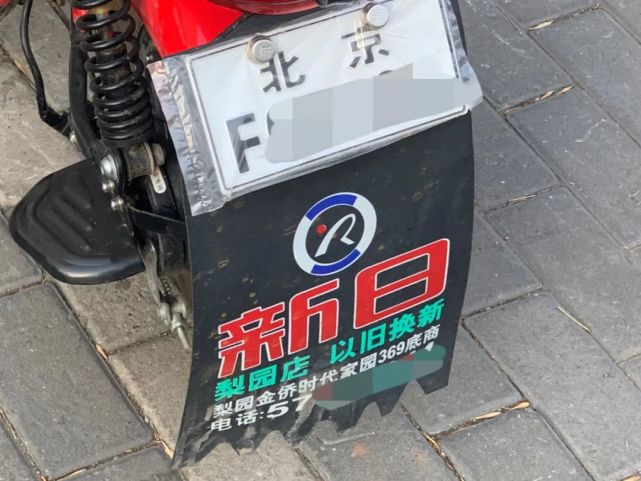 北京
F
新日
梨园店 以旧换新
梨园金侨时代家园369底商
电话:57